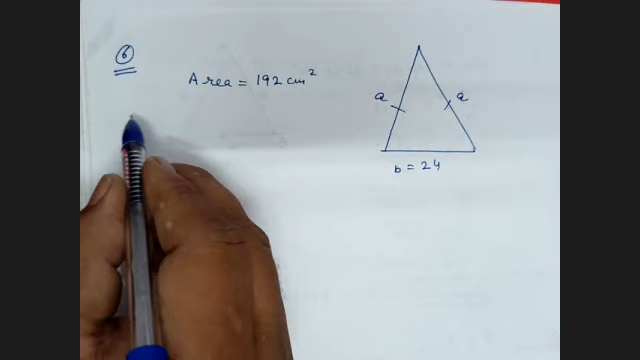 6
Area = 192 cm²
a a
b = 24